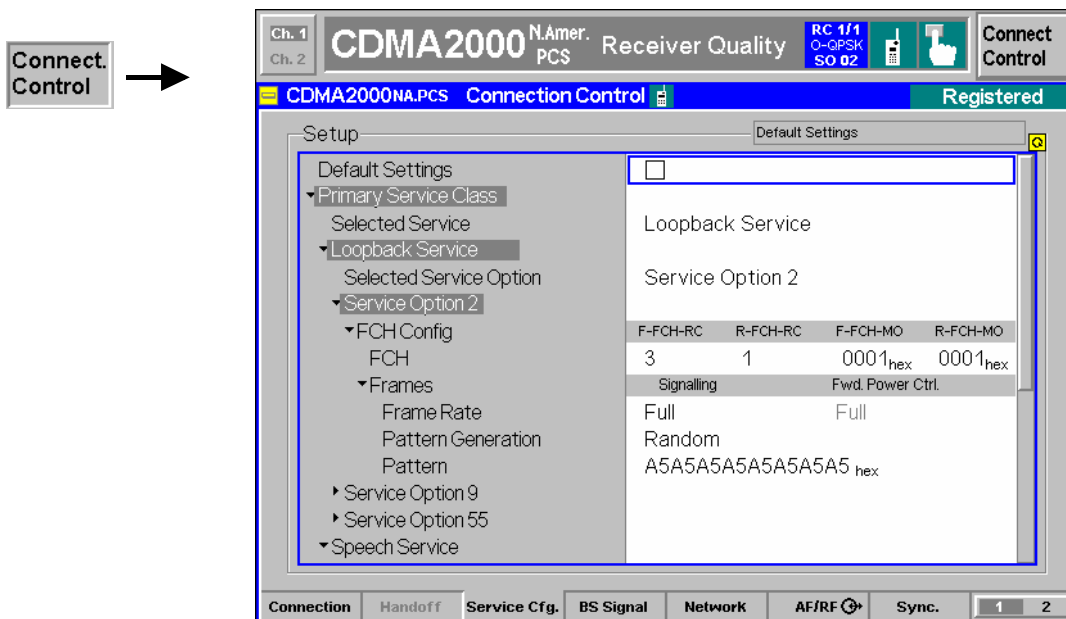 Connect.
Control
Ch. 1
Ch. 2
CDMA2000 N.Amer. PCS Receiver Quality
RC 1/1
O-QPSK
SO 02
Connect
Control
CDMA2000NA.PCS Connection Control Registered
Setup Default Settings
Default Settings
Primary Service Class
Selected Service Loopback Service
Loopback Service
Selected Service Option Service Option 2
Service Option 2
FCH Config F-FCH-RC R-FCH-RC F-FCH-MO R-FCH-MO
FCH 3 1 0001hex 0001hex
Frames Signalling Fwd. Power Ctrl.
Frame Rate Full Full
Pattern Generation Random
Pattern A5A5A5A5A5A5A5A5 hex
Service Option 9
Service Option 55
Speech Service
Connection Handoff Service Cfg. BS Signal Network AF/RF Sync. 1 2